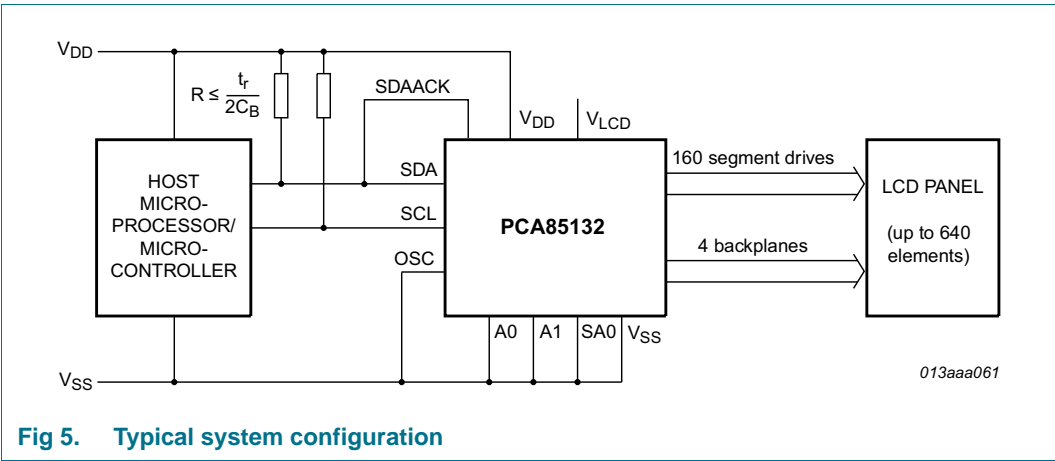 VDD
R ≤ tr
2CB
SDAACK
VDD
VLCD
HOST
MICRO-
PROCESSOR/
MICRO-
CONTROLLER
SDA
SCL
OSC
PCA85132
160 segment drives
4 backplanes
LCD PANEL
(up to 640
elements)
A0
A1
SA0
VSS
VSS
013aaa061
Fig 5. Typical system configuration